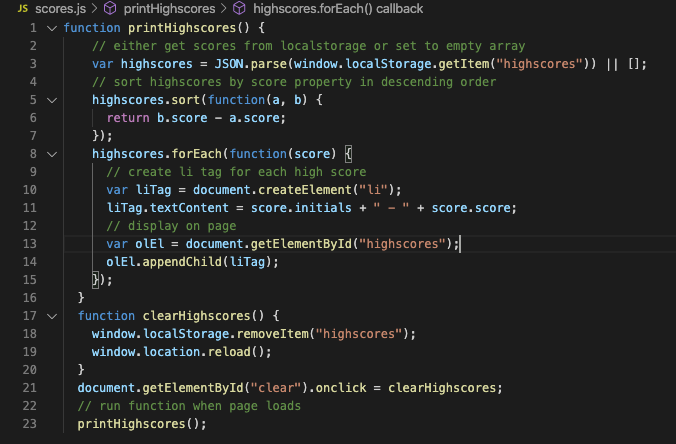 JS scores.js > printHighscores > highscores.forEach() callback
1 function printHighscores() {
2 // either get scores from localstorage or set to empty array
3 var highscores = JSON.parse(window.localStorage.getItem("highscores")) || [];
4 // sort highscores by score property in descending order
5 highscores.sort(function(a, b) {
6 return b.score - a.score;
7 });
8 highscores.forEach(function(score) {
9 // create li tag for each high score
10 var liTag = document.createElement("li");
11 liTag.textContent = score.initials + " - " + score.score;
12 // display on page
13 var olEl = document.getElementById("highscores");
14 olEl.appendChild(liTag);
15 });
16 }
17 function clearHighscores() {
18 window.localStorage.removeItem("highscores");
19 window.location.reload();
20 }
21 document.getElementById("clear").onclick = clearHighscores;
22 // run function when page loads
23 printHighscores();